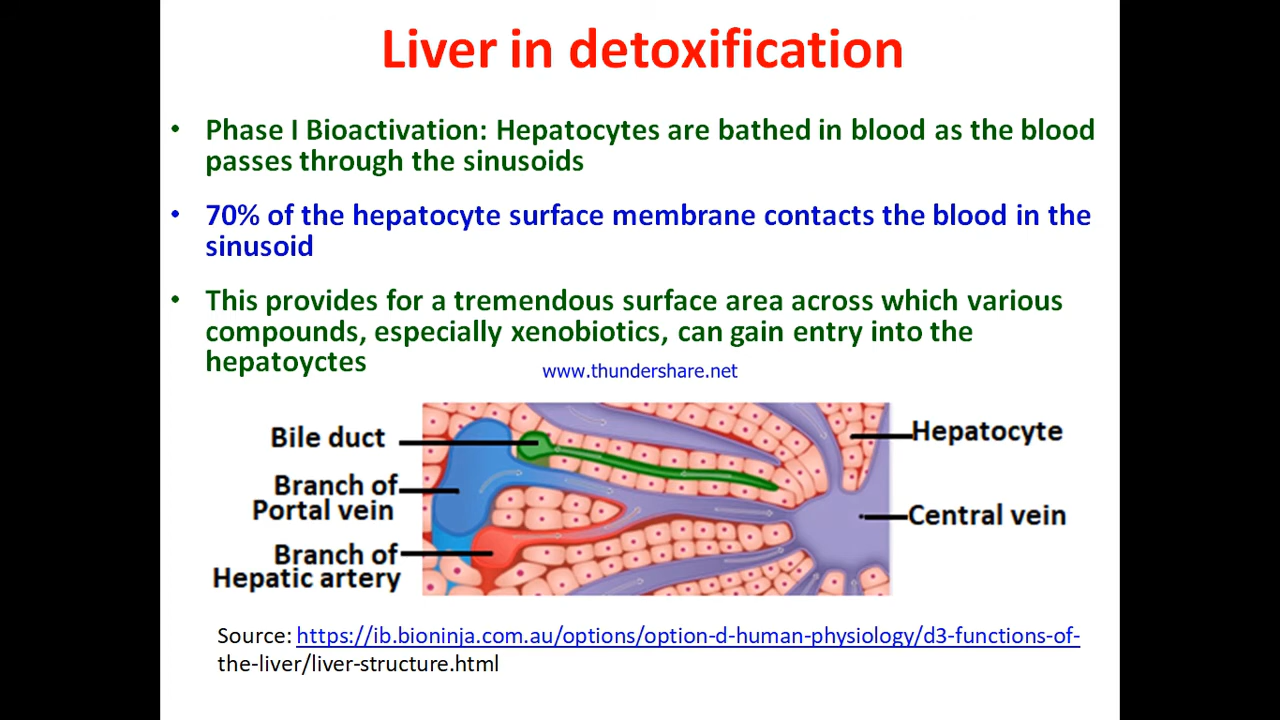 Liver in detoxification
• Phase I Bioactivation: Hepatocytes are bathed in blood as the blood
passes through the sinusoids
• 70% of the hepatocyte surface membrane contacts the blood in the
sinusoid
• This provides for a tremendous surface area across which various
compounds, especially xenobiotics, can gain entry into the
hepatoyctes
www.thundershare.net
Bile duct
Branch of
Portal vein
Branch of
Hepatic artery
Hepatocyte
Central vein
Source: https://ib.bioninja.com.au/options/option-d-human-physiology/d3-functions-of-
the-liver/liver-structure.html